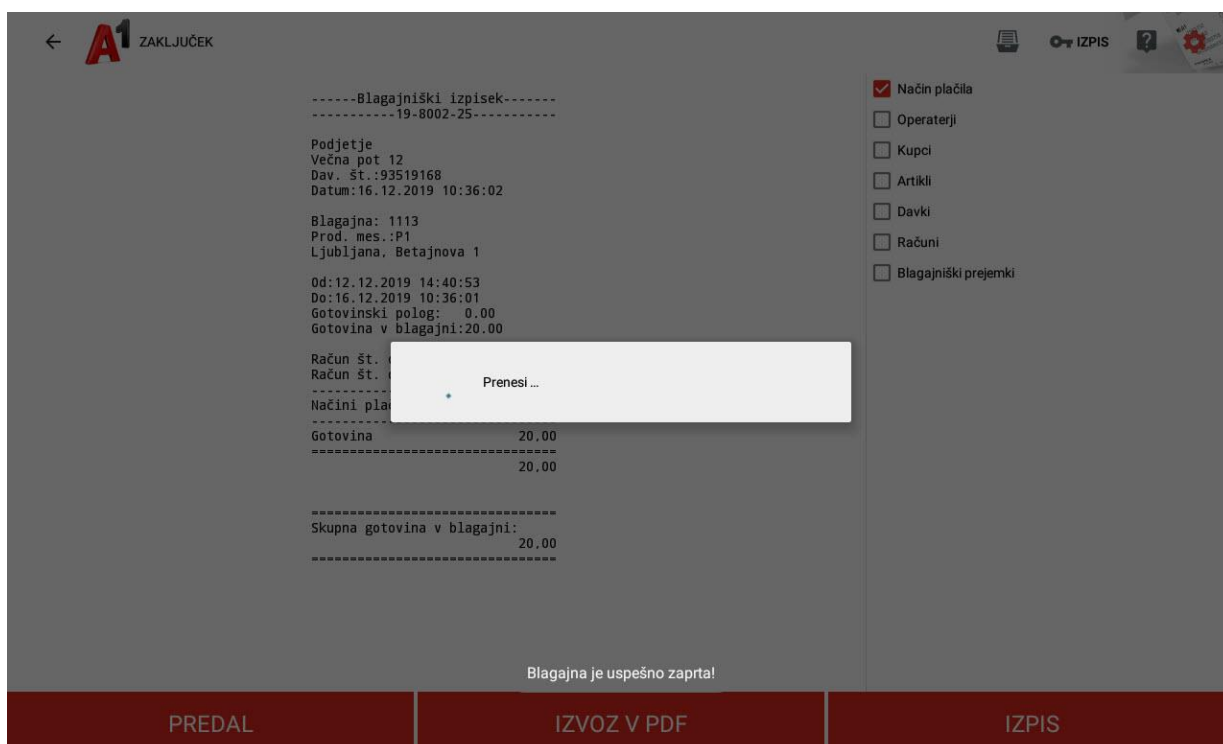 A1 ZAKLJUČEK
IZPIS
------Blagajniški izpisek-------
-----------19-8002-25-----------
Podjetje
Večna pot 12
Dav. št.:93519168
Datum:16.12.2019 10:36:02
Blagajna: 1113
Prod. mes.:P1
Ljubljana, Betajnova 1
Od:12.12.2019 14:40:53
Do:16.12.2019 10:36:01
Gotovinski polog: 0.00
Gotovina v blagajni:20.00
Račun št.
Račun št.
Načini
Gotovina 20,00
================================
20,00
================================
Skupna gotovina v blagajni:
20,00
================================
Način plačila
Operaterji
Kupci
Artikli
Davki
Računi
Blagajniški prejemki
Prenesi ...
Blagajna je uspešno zaprta!
PREDAL
IZVOZ V PDF
IZPIS